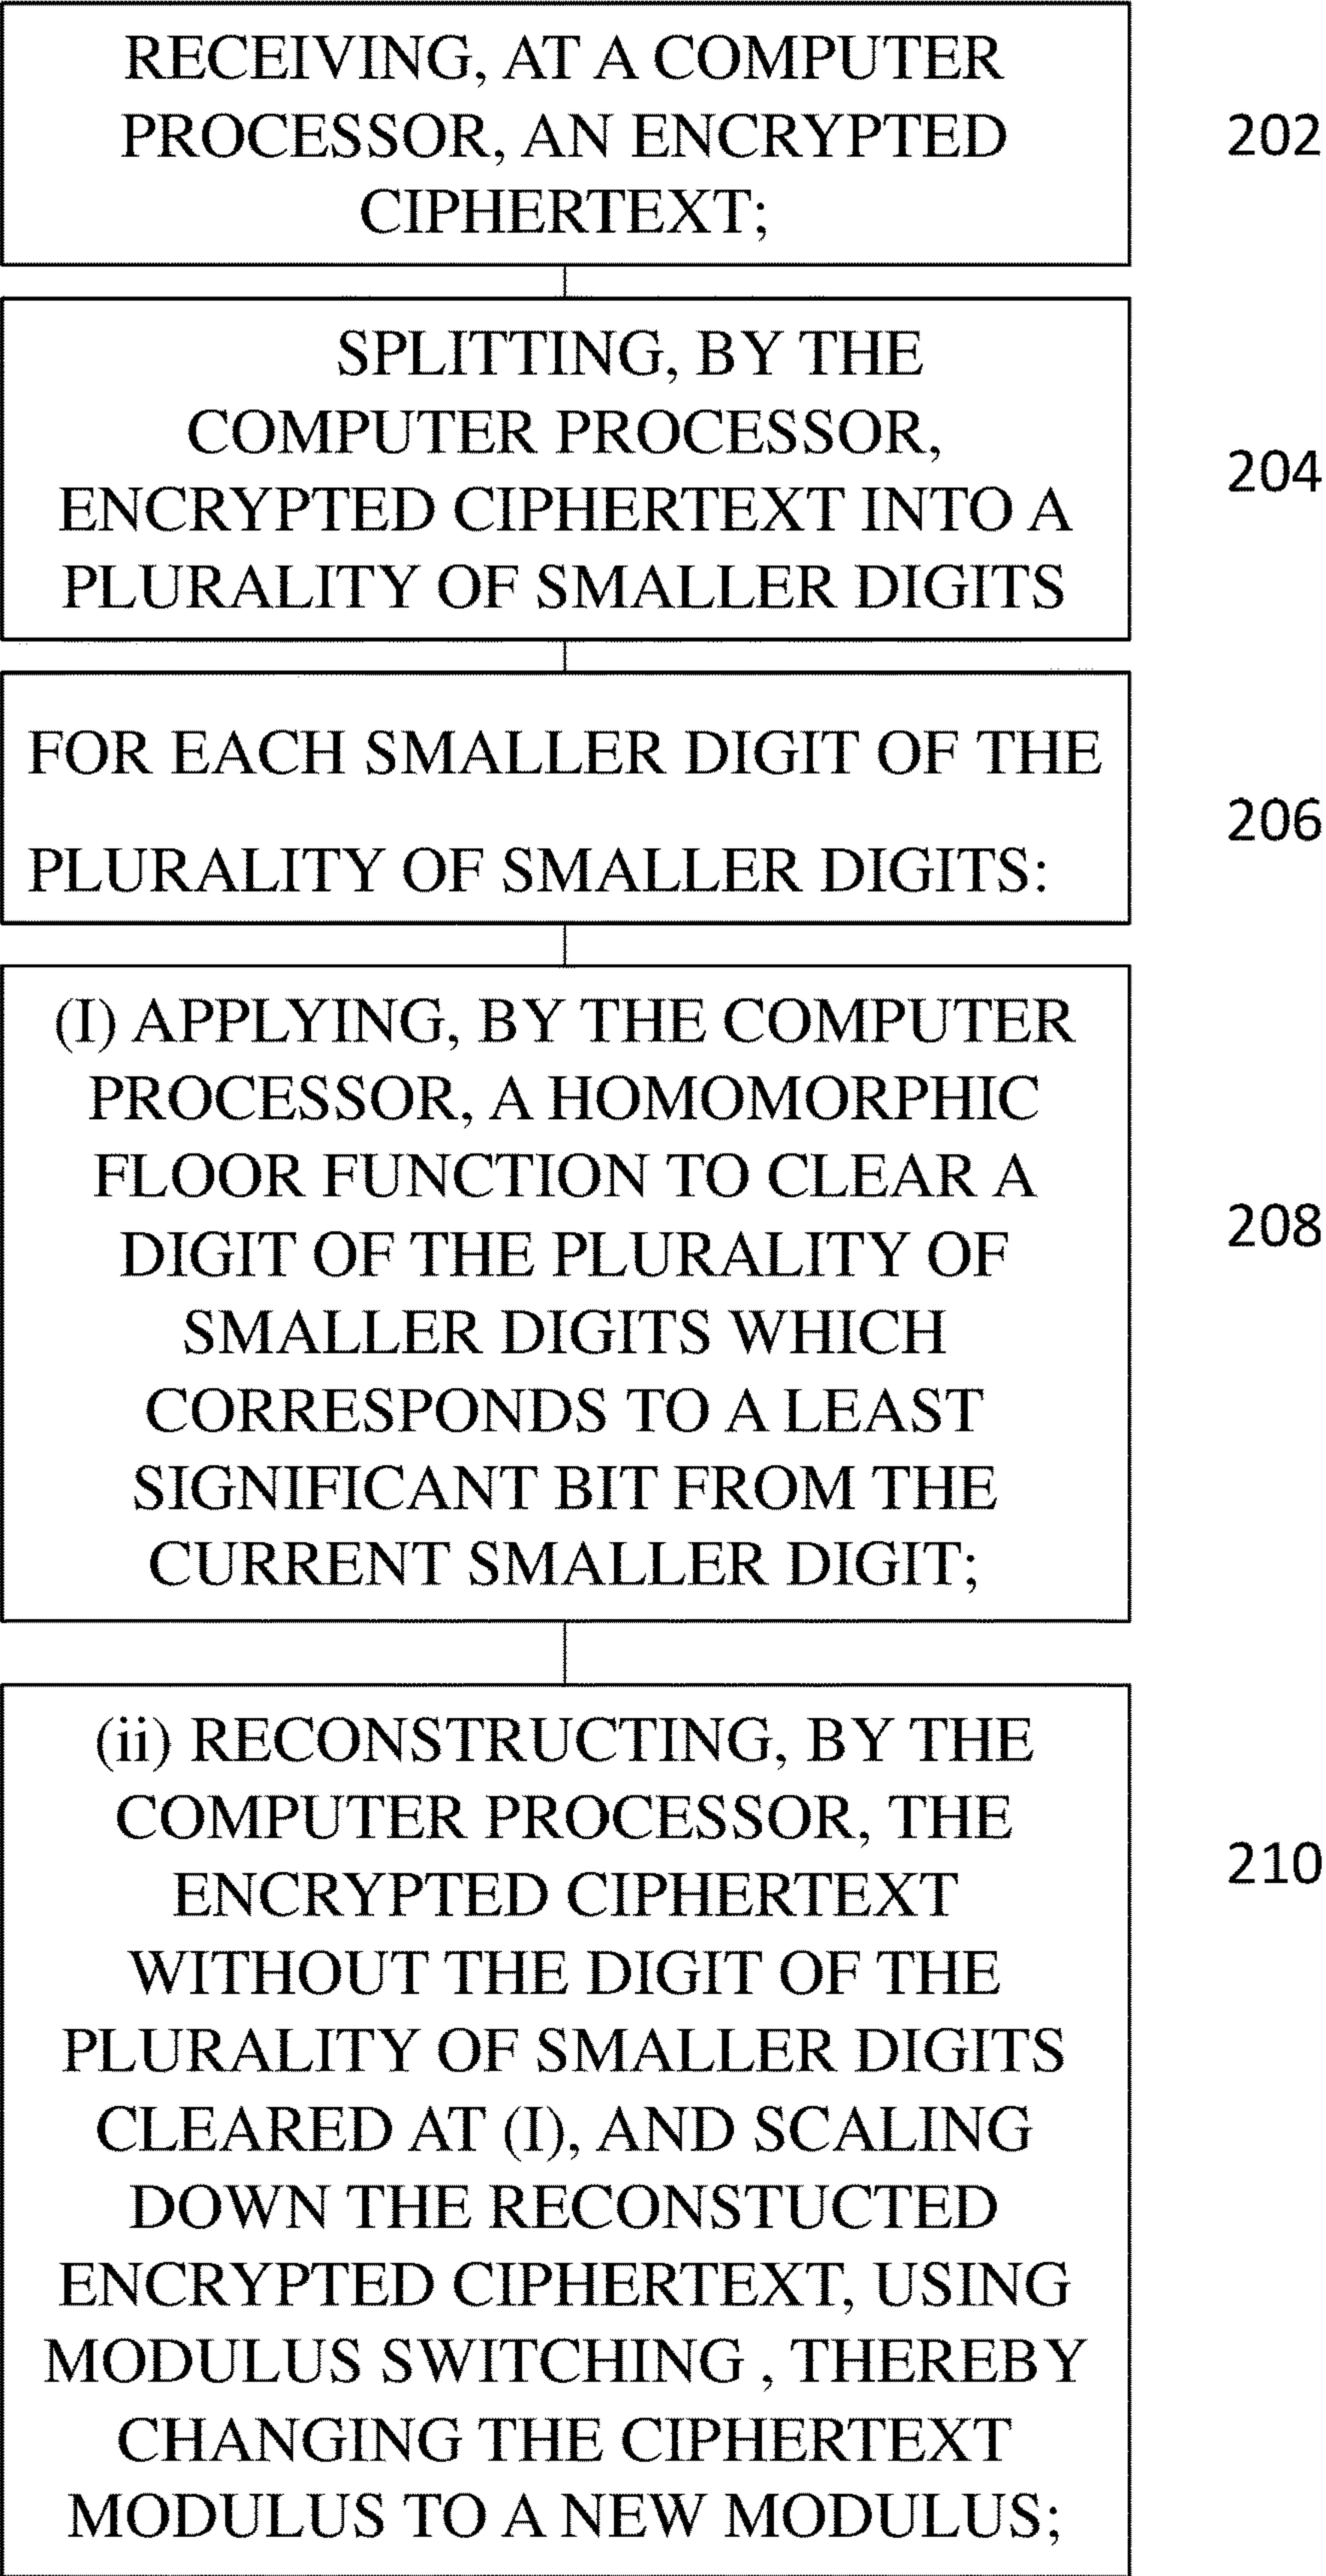 RECEIVING, AT A COMPUTER
PROCESSOR, AN ENCRYPTED
CIPHERTEXT;
202
SPLITTING, BY THE
COMPUTER PROCESSOR,
ENCRYPTED CIPHERTEXT INTO A
PLURALITY OF SMALLER DIGITS
204
FOR EACH SMALLER DIGIT OF THE
PLURALITY OF SMALLER DIGITS:
206
(I) APPLYING, BY THE COMPUTER
PROCESSOR, A HOMOMORPHIC
FLOOR FUNCTION TO CLEAR A
DIGIT OF THE PLURALITY OF
SMALLER DIGITS WHICH
CORRESPONDS TO A LEAST
SIGNIFICANT BIT FROM THE
CURRENT SMALLER DIGIT;
208
(ii) RECONSTRUCTING, BY THE
COMPUTER PROCESSOR, THE
ENCRYPTED CIPHERTEXT
WITHOUT THE DIGIT OF THE
PLURALITY OF SMALLER DIGITS
CLEARED AT (I), AND SCALING
DOWN THE RECONSTUCTED
ENCRYPTED CIPHERTEXT, USING
MODULUS SWITCHING , THEREBY
CHANGING THE CIPHERTEXT
MODULUS TO A NEW MODULUS;
210